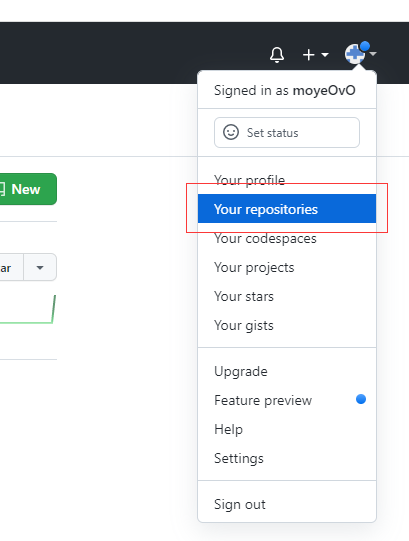 Signed in as moyeOvO
Set status
New
Your profile
Your repositories
Your codespaces
ar
Your projects
Your stars
Your gists
Upgrade
Feature preview
Help
Settings
Sign out